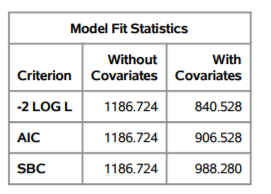 Model Fit Statistics
Without With
Criterion Covariates Covariates
-2 LOG L 1186.724 840.528
AIC 1186.724 906.528
SBC 1186.724 988.280